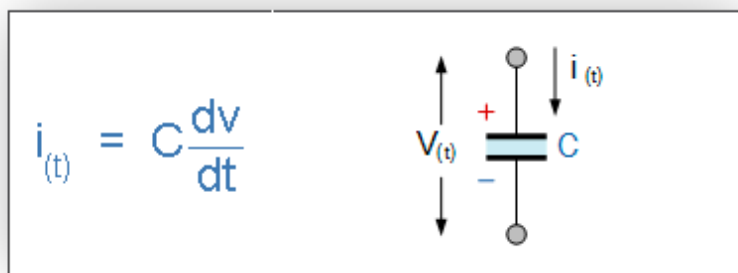 i(t) = C dv/dt
i(t)
+
V(t)
C
−